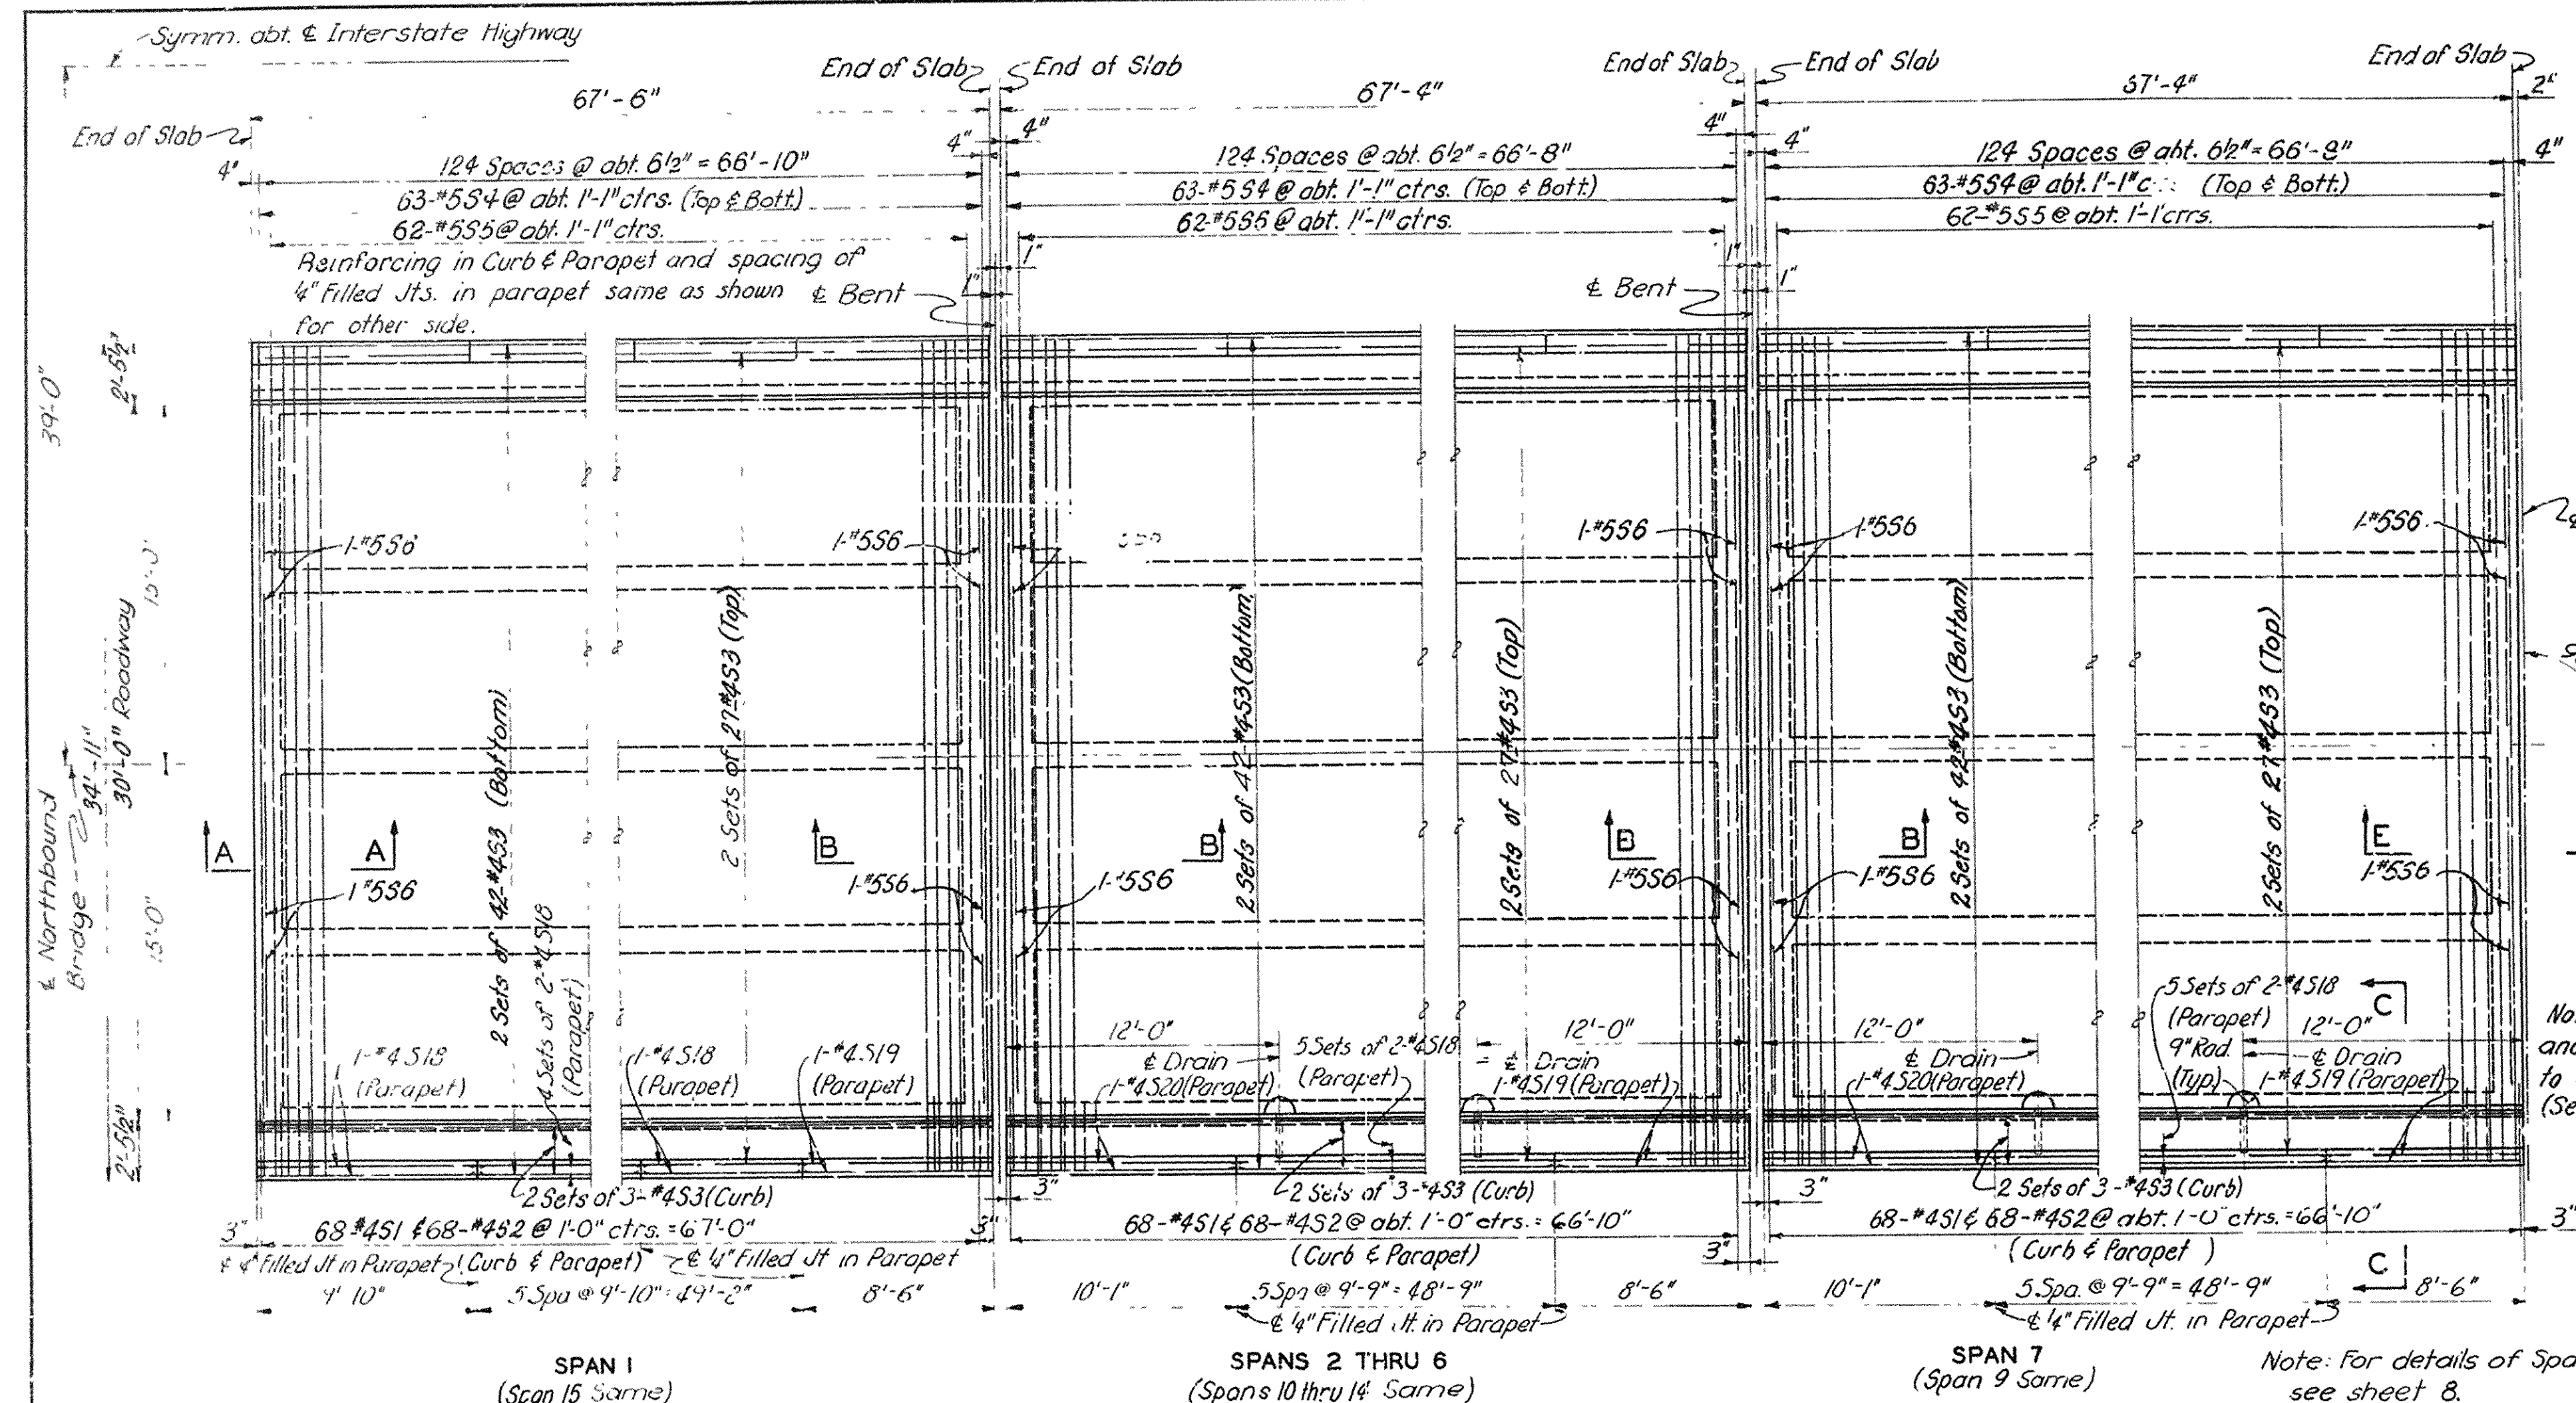 Symm. abt. ℄ Interstate Highway
End of Slab
End of Slab
End of Slab
End of Slab
End of Slab
67'-6"
67'-4"
2"
End of Slab
4"
4"
4"
4"
4"
124 Spaces @ abt. 6½" = 66'-10"
124 Spaces @ abt. 6½" = 66'-8"
124 Spaces @ abt. 6½" = 66'-8"
4"
63-#5S4 @ abt. 1'-1" ctrs. (Top & Bott.)
63-#5S4 @ abt. 1'-1" ctrs. (Top & Bott.)
63-#5S4 @ abt. 1'-1" (Top & Bott.)
62-#5S5 @ abt. 1'-1" ctrs.
62-#5S5 @ abt. 1'-1" ctrs.
62-#5S5 @ abt. 1'-1" ctrs.
Reinforcing in Curb & Parapet and spacing of
¼" Filled Jts. in parapet same as shown
for other side.
1"
1"
1"
1"
℄ Bent
℄ Bent
39'-0"
2'-5½"
15'-0"
30'-0" Roadway
34'-11"
℄ Northbound
Bridge
15'-0"
2'-5½"
1-#5S6
1-#5S6
1-#5S6
1-#5S6
1-#5S6
2 Sets of 42-#4S3 (Bottom)
2 Sets of 27-#4S3 (Top)
2 Sets of 42-#4S3 (Bottom)
2 Sets of 27-#4S3 (Top)
2 Sets of 42-#4S3 (Bottom)
2 Sets of 27-#4S3 (Top)
A
A
B
B
B
B
E
1-#5S6
1-#5S6
1-#5S6
1-#5S6
1-#5S6
1-#5S6
4 Sets of 2-#4S18
(Parapet)
1-#4S18
(Parapet)
1-#4S18
(Parapet)
1-#4S19
(Parapet)
12'-0"
℄ Drain
1-#4S20 (Parapet)
5 Sets of 2-#4S18
(Parapet)
12'-0"
℄ Drain
1-#4S19 (Parapet)
12'-0"
℄ Drain
1-#4S20 (Parapet)
5 Sets of 2-#4S18
(Parapet)
9" Rad.
(Typ.)
C
12'-0"
℄ Drain
1-#4S19 (Parapet)
2 Sets of 3-#4S3 (Curb)
2 Sets of 3-#4S3 (Curb)
2 Sets of 3-#4S3 (Curb)
3"
3"
3"
68-#4S1 & 68-#4S2 @ 1'-0" ctrs. = 67'-0"
3"
68-#4S1 & 68-#4S2 @ abt. 1'-0" ctrs. = 66'-10"
68-#4S1 & 68-#4S2 @ abt. 1'-0" ctrs. = 66'-10"
3"
℄ ¼" Filled Jt in Parapet
(Curb & Parapet)
℄ ¼" Filled Jt in Parapet
(Curb & Parapet)
3"
(Curb & Parapet)
C
9'-10"
5 Spa @ 9'-10" = 49'-2"
8'-6"
10'-1"
5 Spa @ 9'-9" = 48'-9"
8'-6"
10'-1"
5 Spa. @ 9'-9" = 48'-9"
8'-6"
℄ ¼" Filled Jt. in Parapet
℄ ¼" Filled Jt. in Parapet
SPAN 1
(Span 15 Same)
SPANS 2 THRU 6
(Spans 10 thru 14 Same)
SPAN 7
(Span 9 Same)
Note: For details of
see sheet 8.